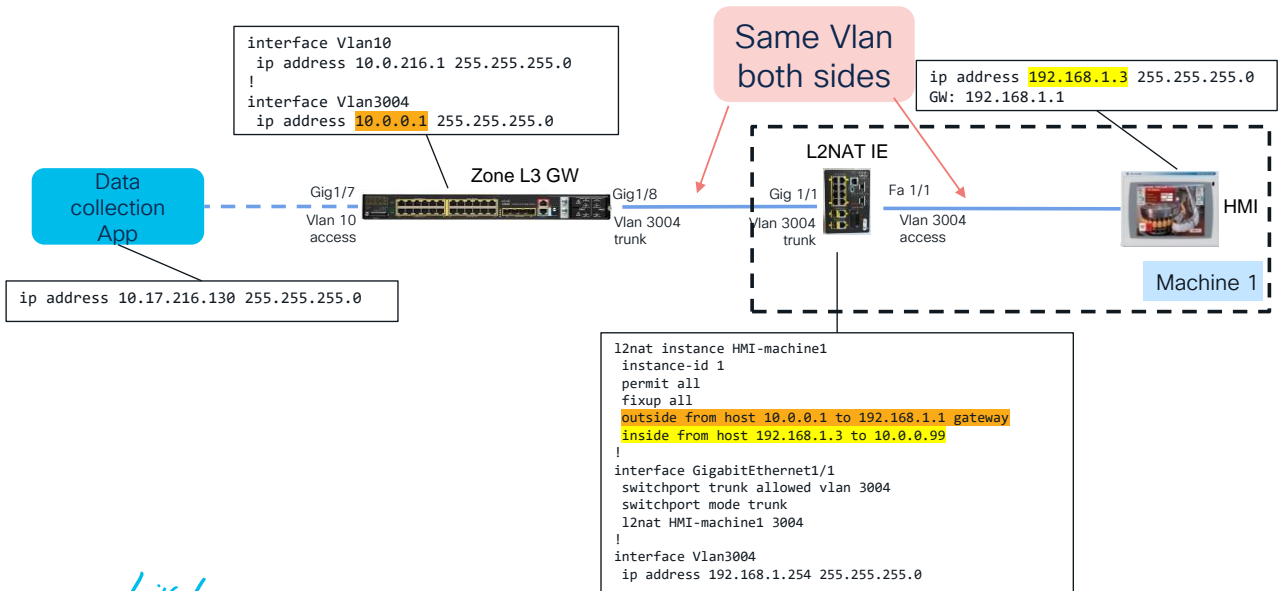 interface Vlan10
ip address 10.0.216.1 255.255.255.0
!
interface Vlan3004
ip address 10.0.0.1 255.255.255.0
Same Vlan
both sides
ip address 192.168.1.3 255.255.255.0
GW: 192.168.1.1
Data
collection
App
Gig1/7
Vlan 10
access
Zone L3 GW
Gig1/8
Vlan 3004
trunk
L2NAT IE
Gig 1/1
Vlan 3004
trunk
Fa 1/1
Vlan 3004
access
HMI
Machine 1
ip address 10.17.216.130 255.255.255.0
l2nat instance HMI-machine1
instance-id 1
permit all
fixup all
outside from host 10.0.0.1 to 192.168.1.1 gateway
inside from host 192.168.1.3 to 10.0.0.99
!
interface GigabitEthernet1/1
switchport trunk allowed vlan 3004
switchport mode trunk
l2nat HMI-machine1 3004
!
interface Vlan3004
ip address 192.168.1.254 255.255.255.0